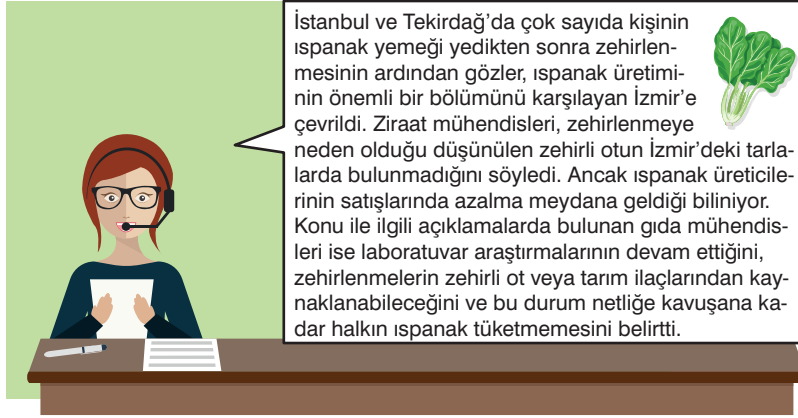 İstanbul ve Tekirdağ’da çok sayıda kişinin
ıspanak yemeği yedikten sonra zehirlen-
mesinin ardından gözler, ıspanak üretimi-
nin önemli bir bölümünü karşılayan İzmir’e
çevrildi. Ziraat mühendisleri, zehirlenmeye
neden olduğu düşünülen zehirli otun İzmir’deki tarla-
larda bulunmadığını söyledi. Ancak ıspanak üreticile-
rinin satışlarında azalma meydana geldiği biliniyor.
Konu ile ilgili açıklamalarda bulunan gıda mühendis-
leri ise laboratuvar araştırmalarının devam ettiğini,
zehirlenmelerin zehirli ot veya tarım ilaçlarından kay-
naklanabileceğini ve bu durum netliğe kavuşana ka-
dar halkın ıspanak tüketmemesini belirtti.